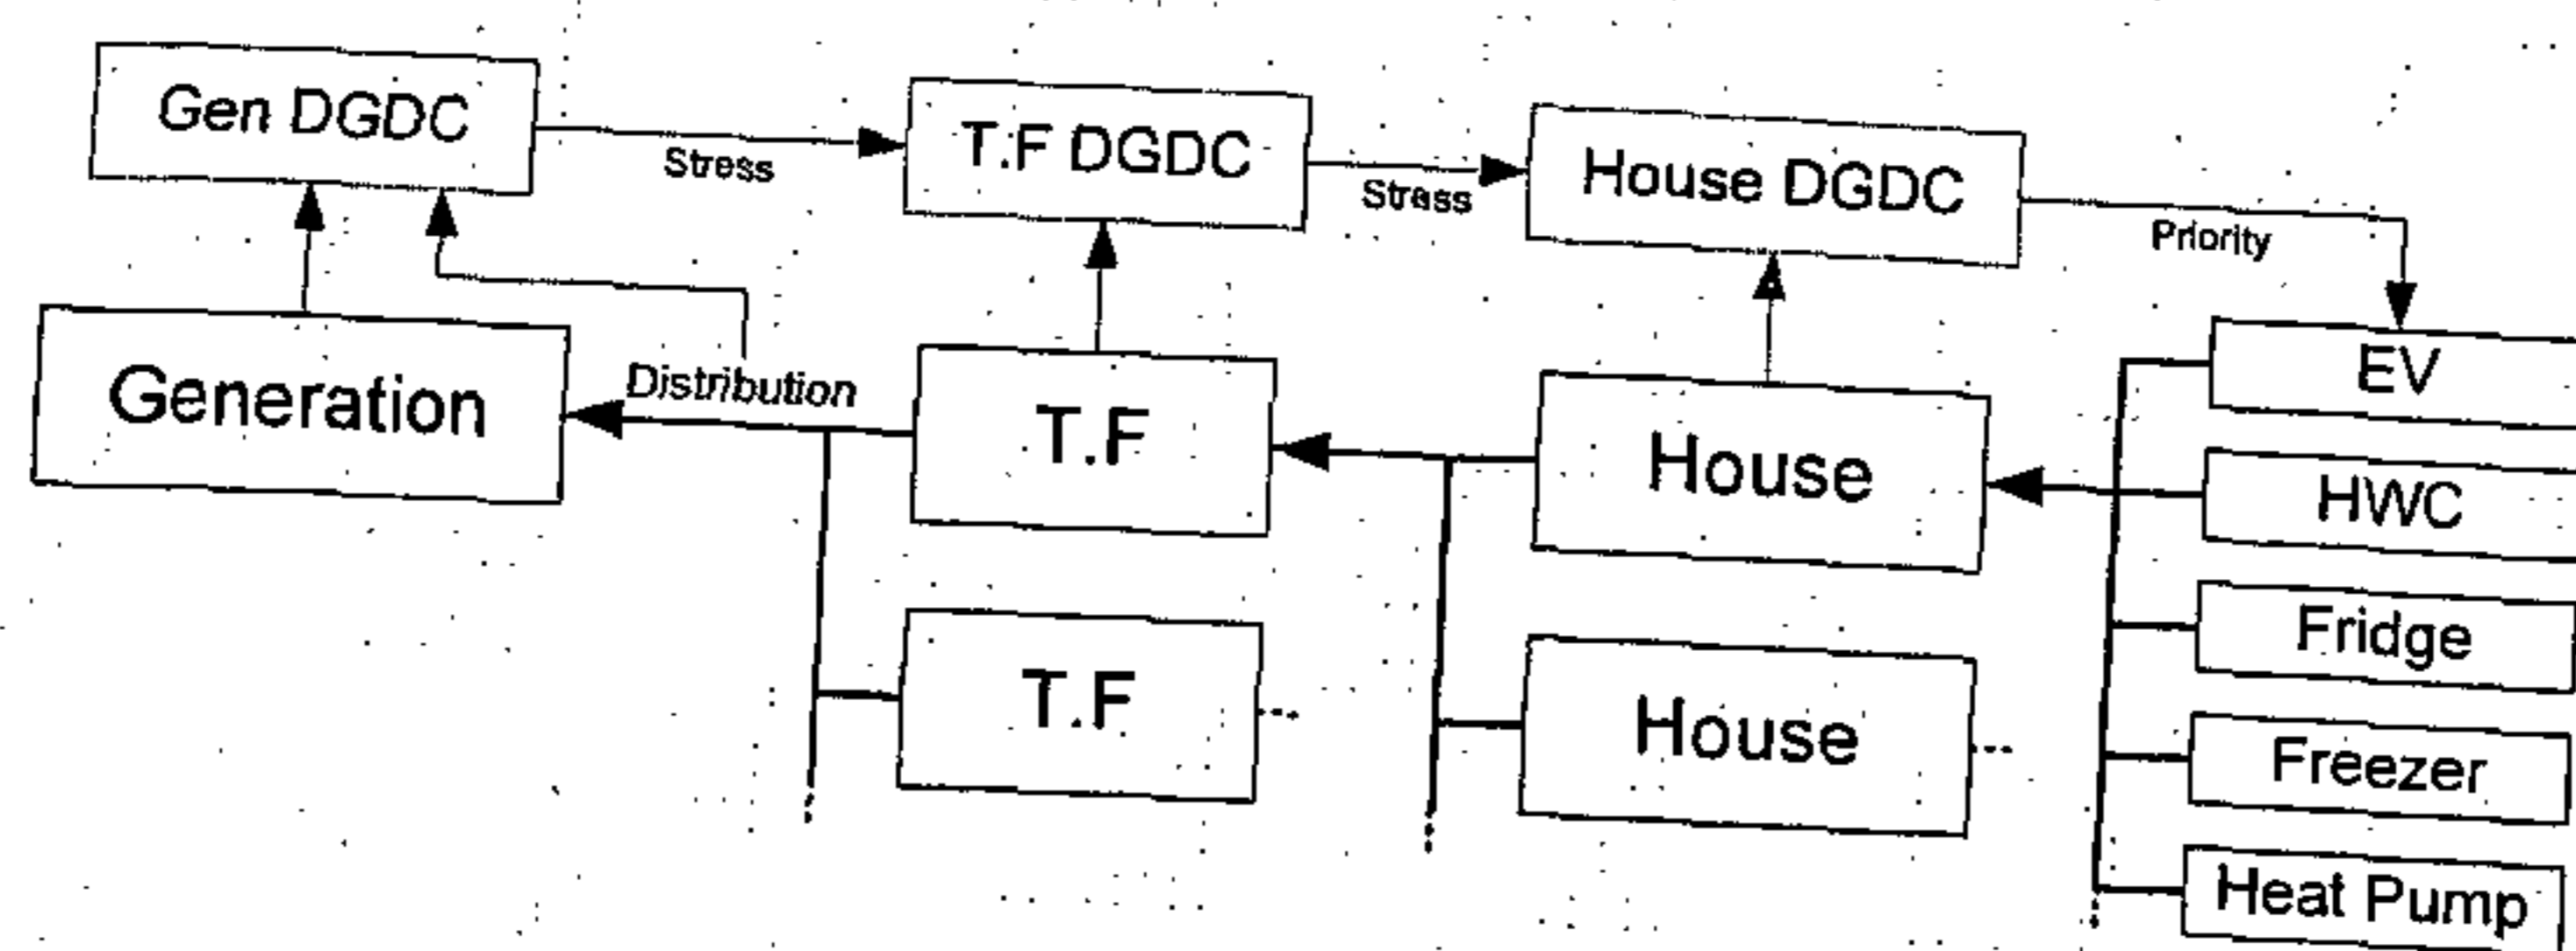 Gen DGDC
Stress
T.F DGDC
Stress
House DGDC
Priority
Generation
Distribution
T.F
House
EV
HWC
Fridge
Freezer
Heat Pump
T.F
House